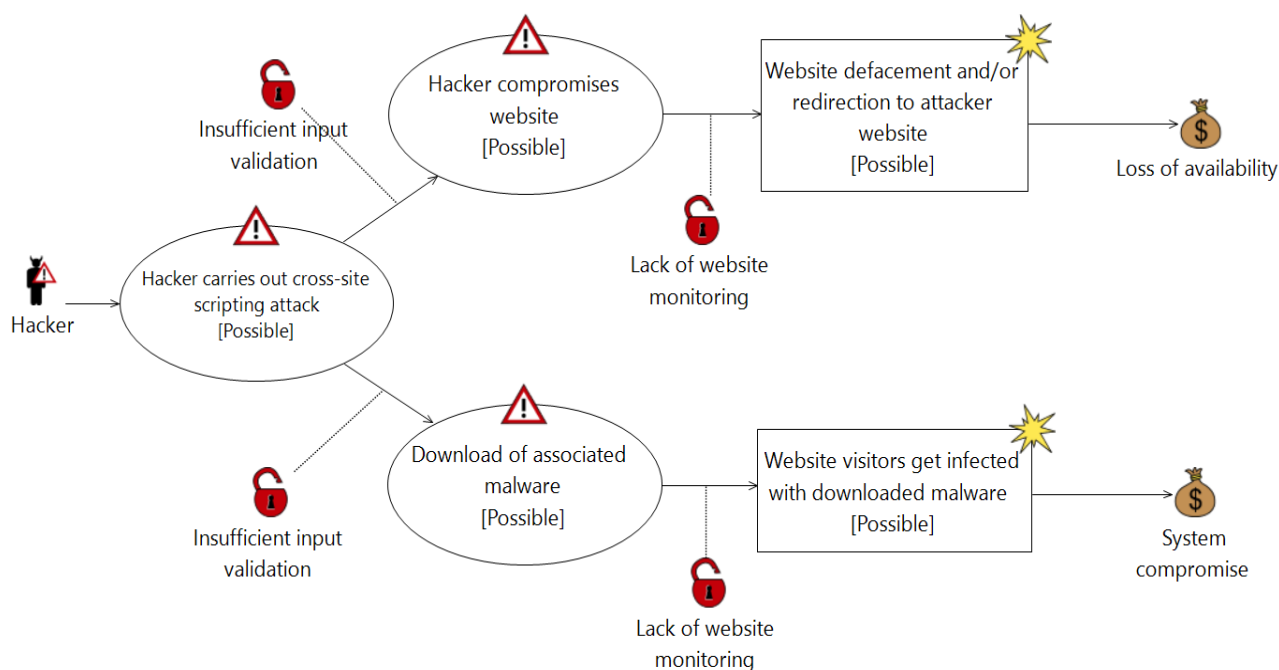 Hacker
Hacker carries out cross-site
scripting attack
[Possible]
Insufficient input
validation
Hacker compromises
website
[Possible]
Lack of website
monitoring
Website defacement and/or
redirection to attacker
website
[Possible]
Loss of availability
Insufficient input
validation
Download of associated
malware
[Possible]
Lack of website
monitoring
Website visitors get infected
with downloaded malware
[Possible]
System
compromise